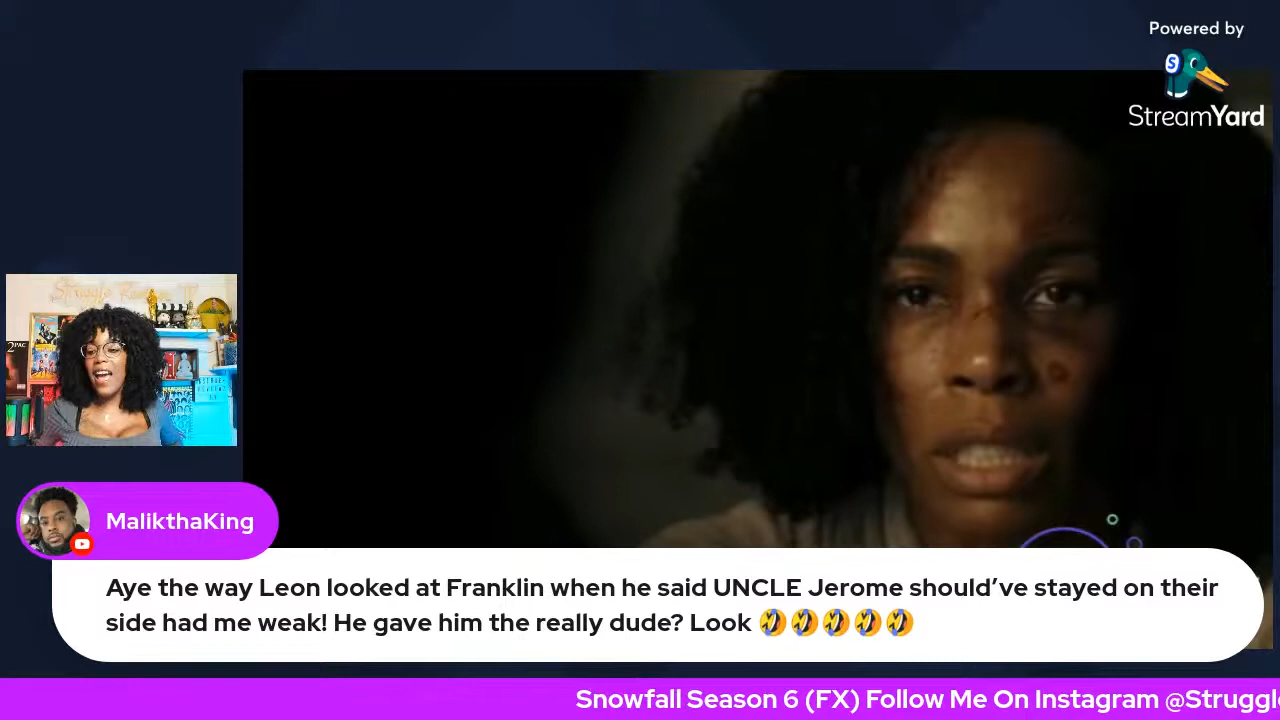 Powered by
StreamYard
2PAC
MalikthaKing
Aye the way Leon looked at Franklin when he said UNCLE Jerome should’ve stayed on their
side had me weak! He gave him the really dude? Look 🤣🤣🤣🤣🤣
Snowfall Season 6 (FX) Follow Me On Instagram @Struggl